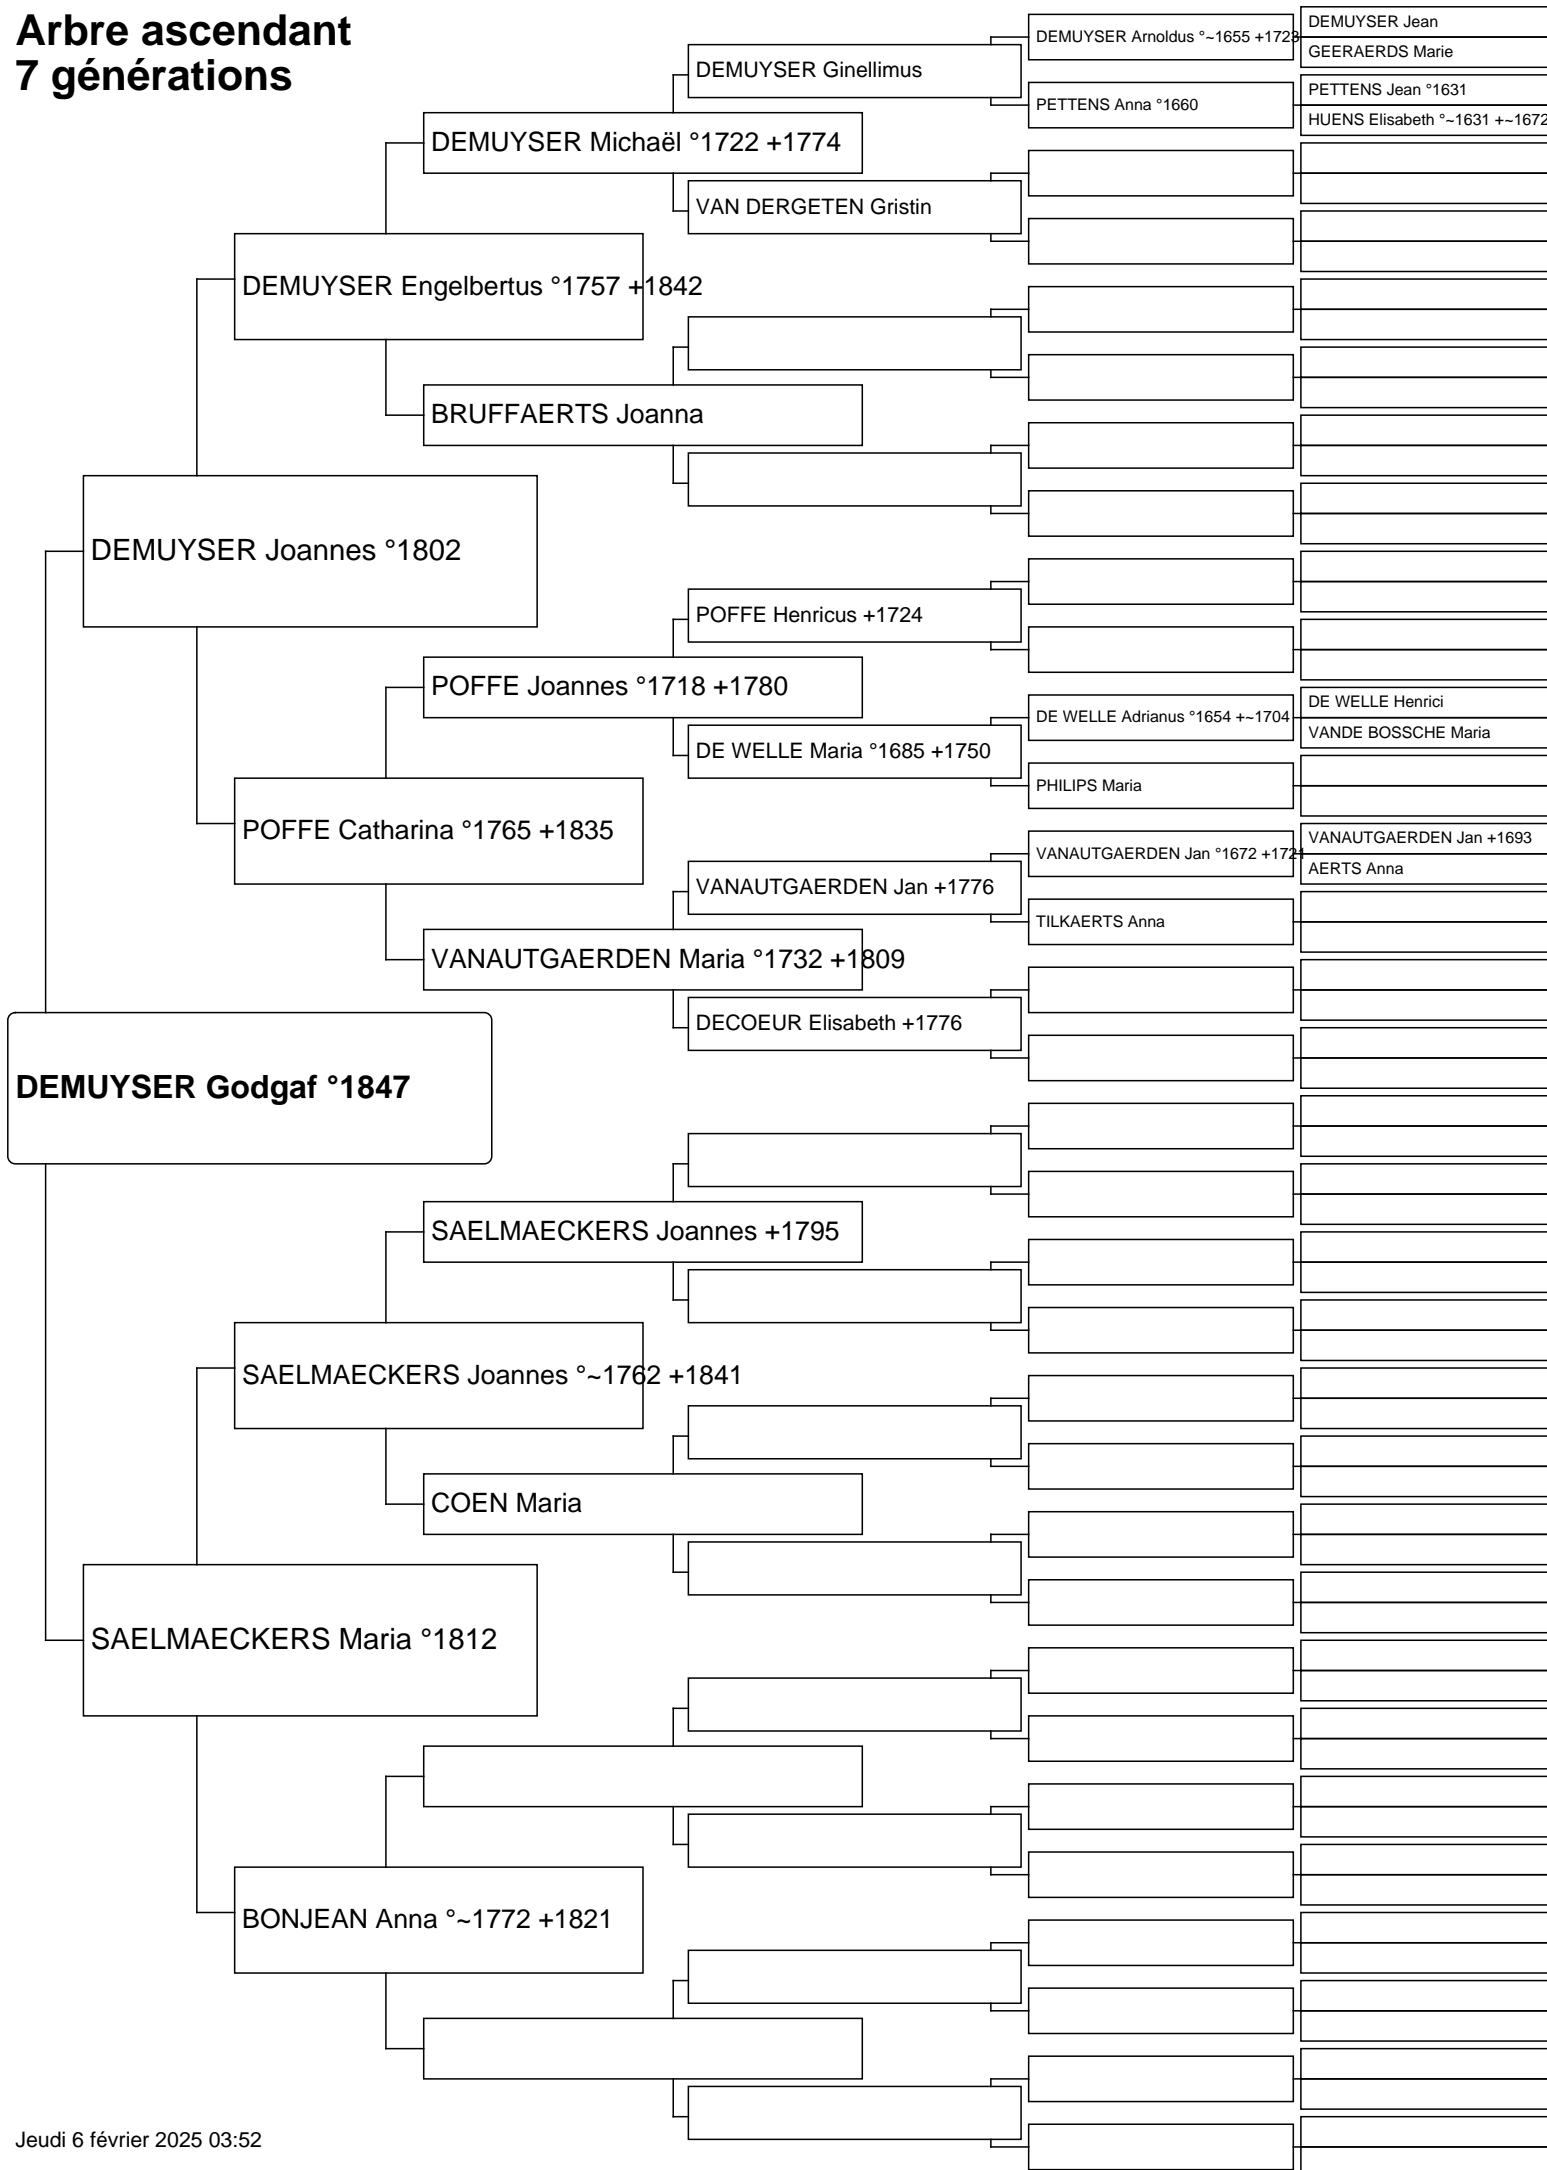 Arbre ascendant
7 générations
DEMUYSER Jean
DEMUYSER Arnoldus °~1655 +1723
GEERAERDS Marie
DEMUYSER Ginellimus
PETTENS Jean °1631
PETTENS Anna °1660
HUENS Elisabeth °~1631 +~1672
DEMUYSER Michaël °1722 +1774
VAN DERGETEN Gristin
DEMUYSER Engelbertus °1757 +1842
BRUFFAERTS Joanna
DEMUYSER Joannes °1802
POFFE Henricus +1724
POFFE Joannes °1718 +1780
DE WELLE Henrici
DE WELLE Adrianus °1654 +~1704
VANDE BOSSCHE Maria
DE WELLE Maria °1685 +1750
PHILIPS Maria
POFFE Catharina °1765 +1835
VANAUTGAERDEN Jan +1693
VANAUTGAERDEN Jan °1672 +1721
AERTS Anna
VANAUTGAERDEN Jan +1776
TILKAERTS Anna
VANAUTGAERDEN Maria °1732 +1809
DECOEUR Elisabeth +1776
DEMUYSER Godgaf °1847
SAELMAECKERS Joannes +1795
SAELMAECKERS Joannes °~1762 +1841
COEN Maria
SAELMAECKERS Maria °1812
BONJEAN Anna °~1772 +1821
Jeudi 6 février 2025 03:52